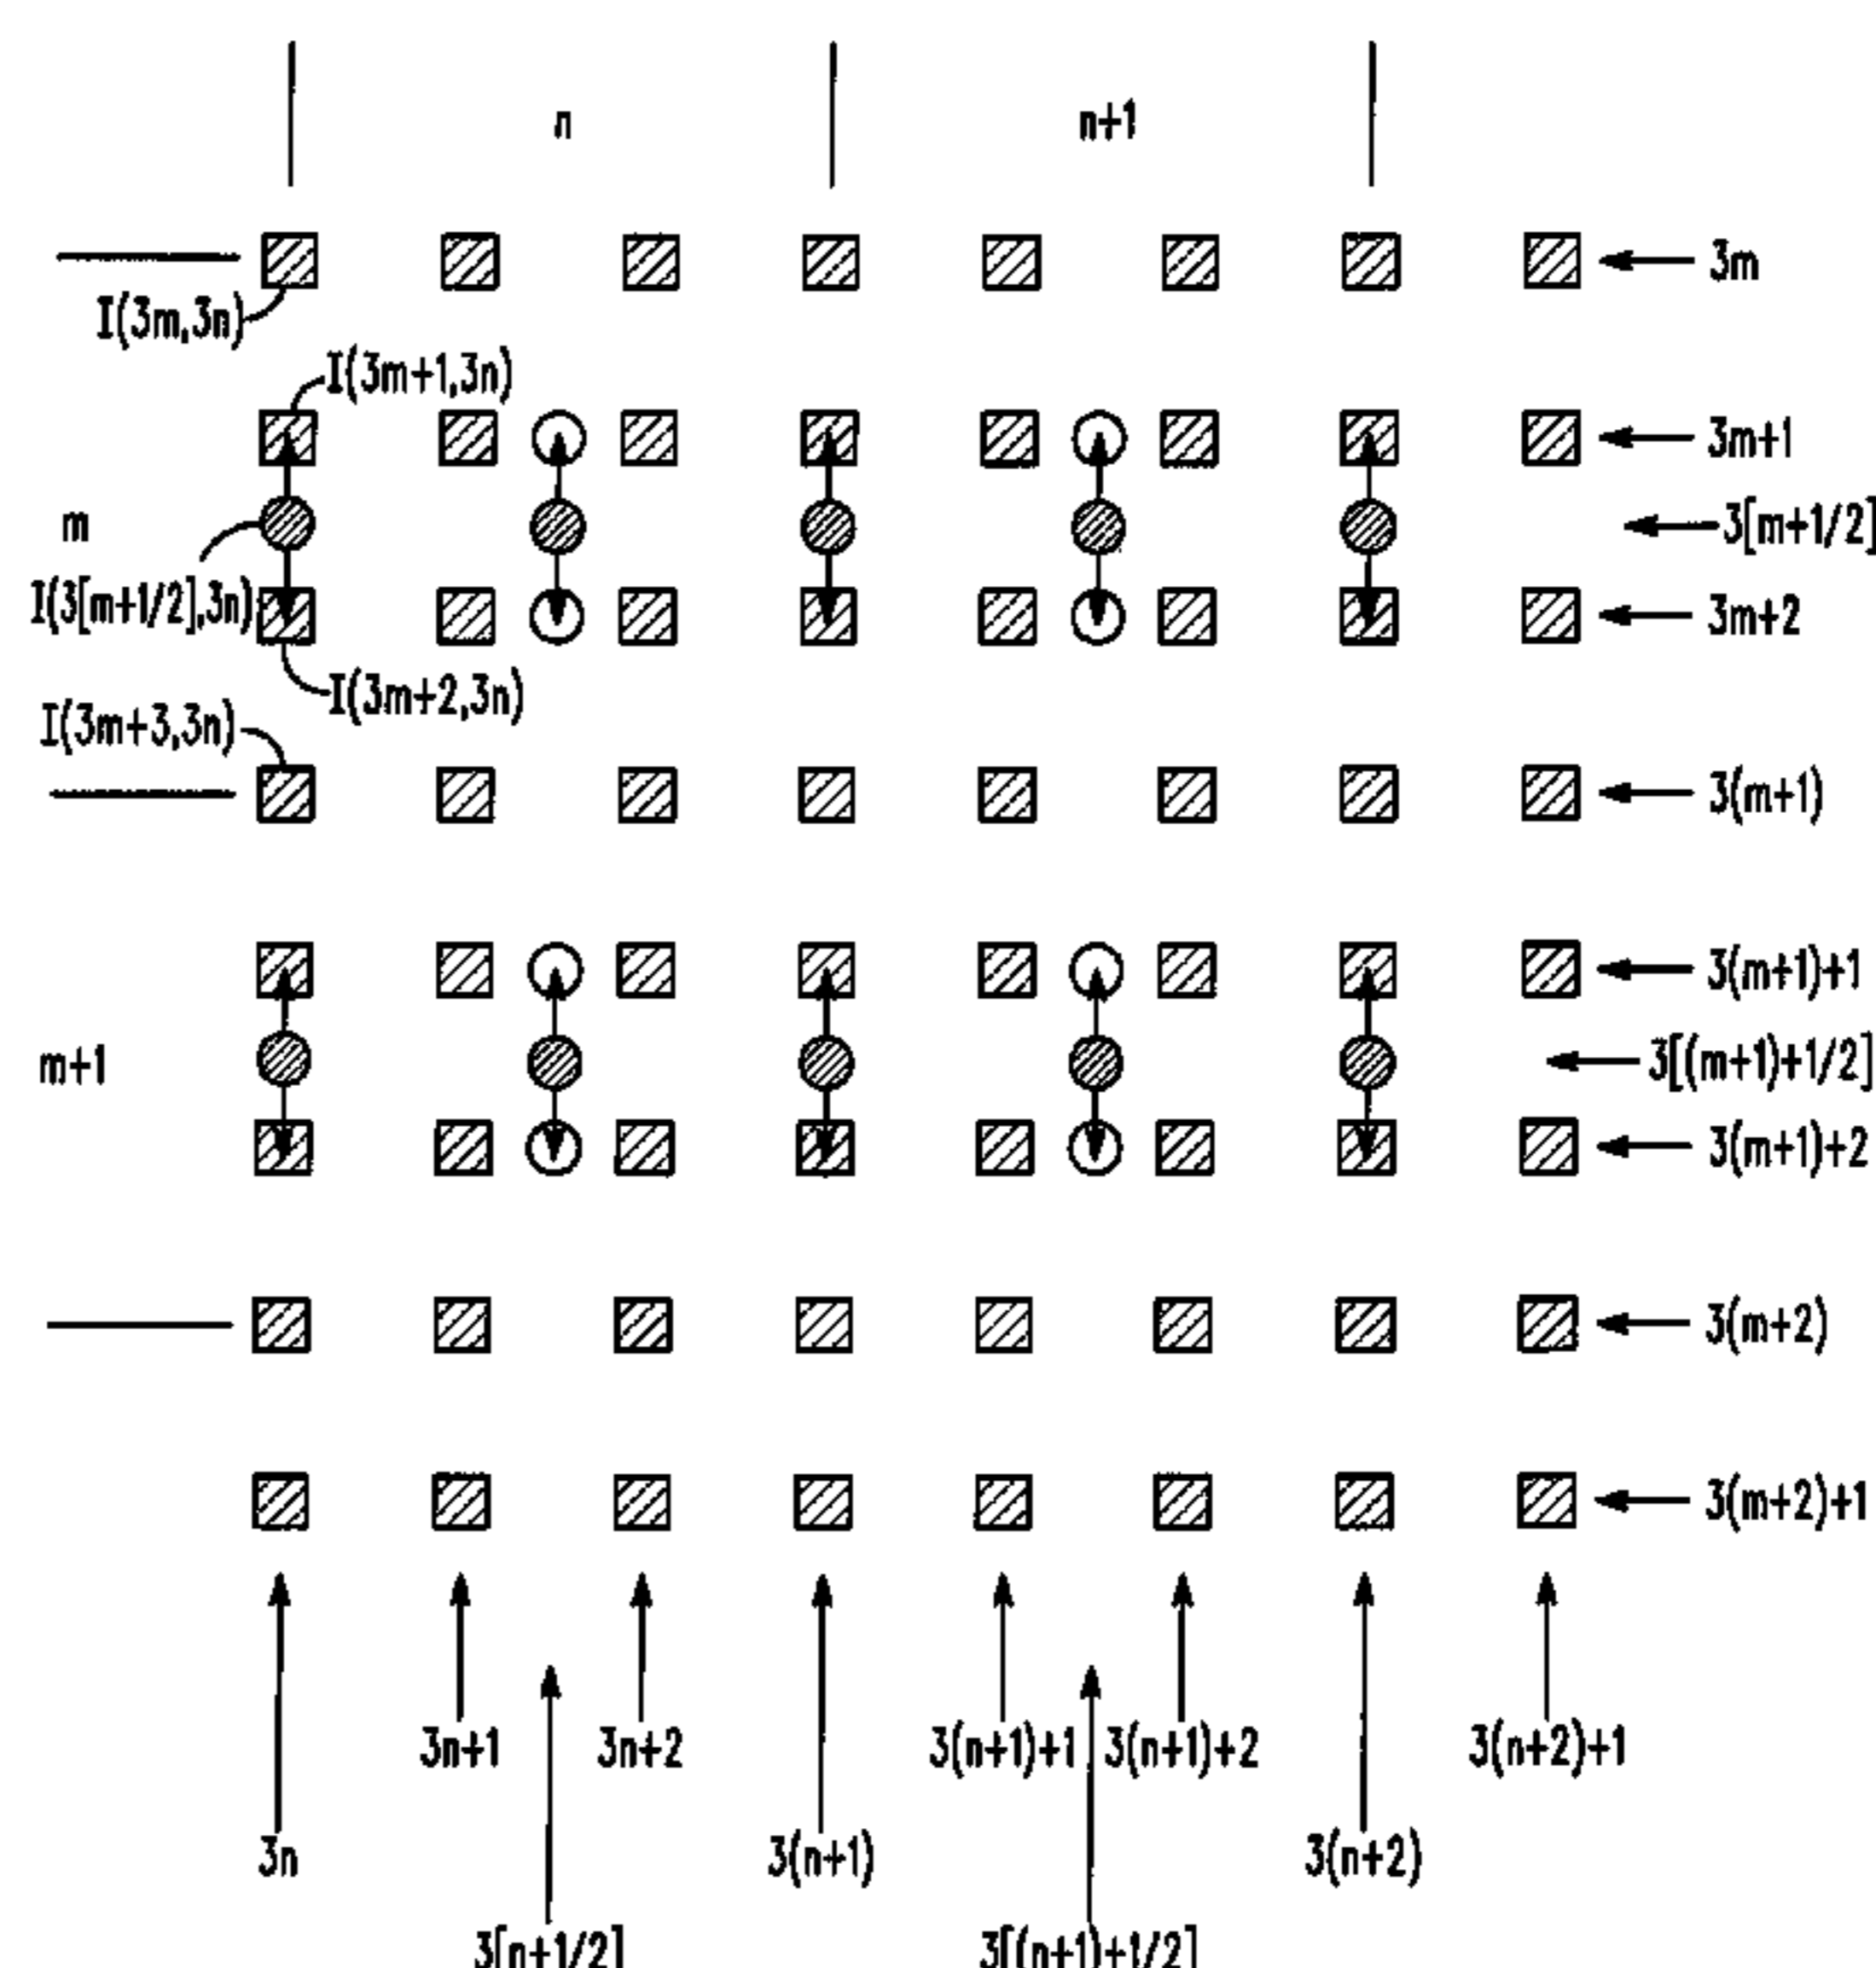 n
n+1
3m
I(3m,3n)
I(3m+1,3n)
3m+1
m
3[m+1/2]
I(3[m+1/2],3n)
3m+2
I(3m+2,3n)
I(3m+3,3n)
3(m+1)
3(m+1)+1
m+1
3[(m+1)+1/2]
3(m+1)+2
3(m+2)
3(m+2)+1
3n+1
3n+2
3(n+1)+1
3(n+1)+2
3(n+2)+1
3n
3(n+1)
3(n+2)
3[n+1/2]
3[(n+1)+1/2]